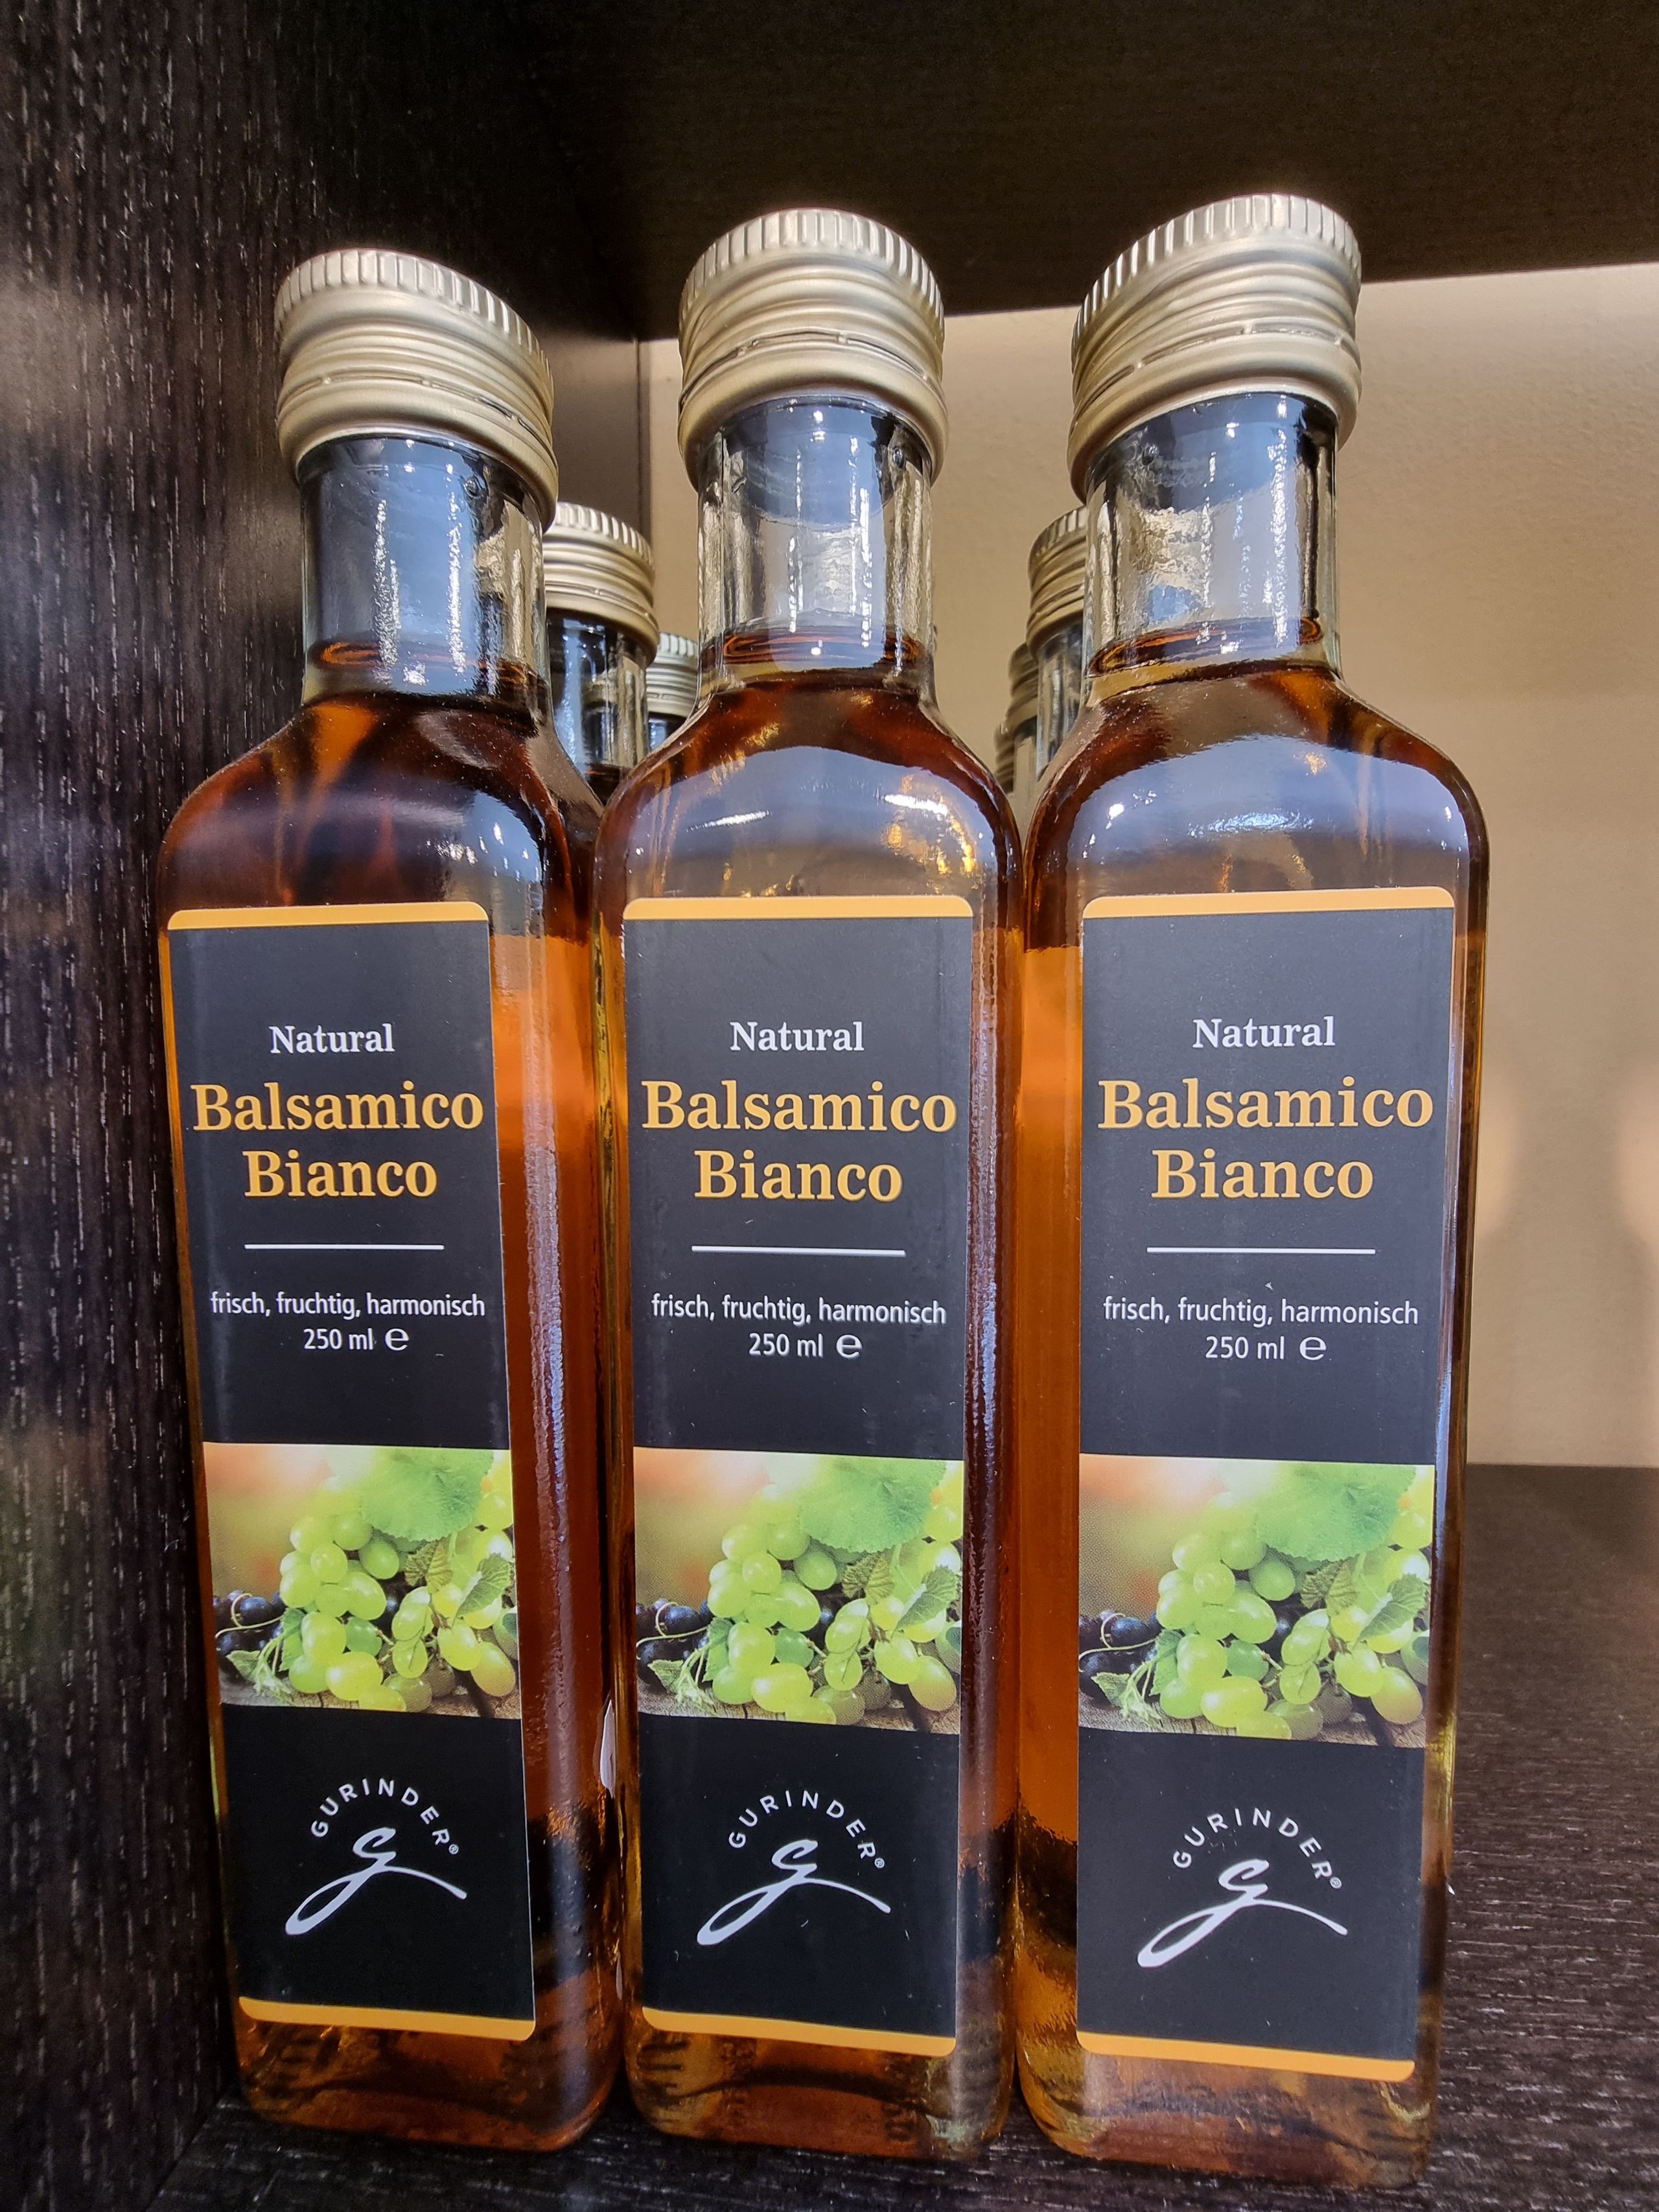 Natural
Balsamico
Bianco
frisch, fruchtig, harmonisch
250 ml ℮
GURINDER®
Natural
Balsamico
Bianco
frisch, fruchtig, harmonisch
250 ml ℮
GURINDER®
Natural
Balsamico
Bianco
frisch, fruchtig, harmonisch
250 ml ℮
GURINDER®